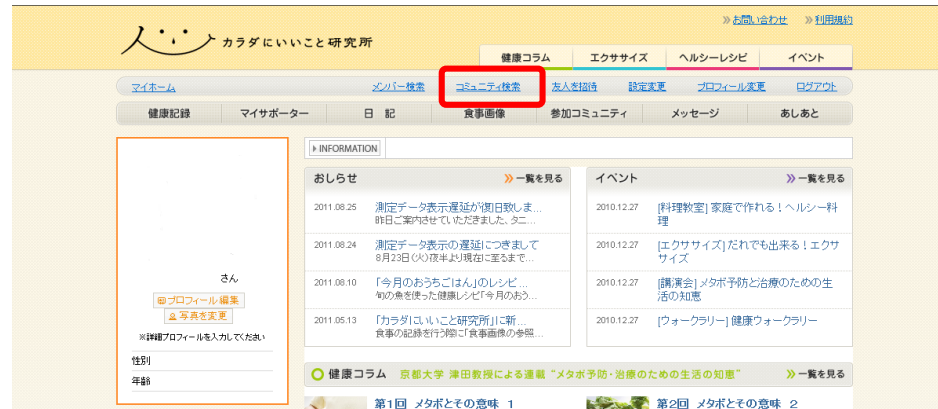 » お問い合わせ » 利用規約
カラダにいいこと研究所
健康コラム エクササイズ ヘルシーレシピ イベント
マイホーム メンバー検索 コミュニティ検索 友人を招待 設定変更 プロフィール変更 ログアウト
健康記録 マイサポーター 日 記 食事画像 参加コミュニティ メッセージ あしあと
INFORMATION
おしらせ » 一覧を見る
2011.08.25 測定データ表示遅延が復旧致しま...
昨日ご案内させていただきました、タニ...
2011.08.24 測定データ表示の遅延につきまして
8月23日(火)夜半より現在に至るまで...
2011.08.10 「今月のおうちごはん」のレシピ...
旬の魚を使った健康レシピ「今月のおう...
2011.05.13 「カラダにいいこと研究所」に新...
食事の記録を行う際に「食事画像の参照...
イベント » 一覧を見る
2010.12.27 [料理教室] 家庭で作れる!ヘルシー料
理
2010.12.27 [エクササイズ] だれでも出来る!エクサ
サイズ
2010.12.27 [講演会] メタボ予防と治療のための生
活の知恵
2010.12.27 [ウォークラリー] 健康ウォークラリー
さん
プロフィール編集
写真を変更
※詳細プロフィールを入力してください
性別
年齢
健康コラム 京都大学 津田教授による連載 “メタボ予防・治療のための生活の知恵” » 一覧を見る
第1回 メタボとその意味 1 第2回 メタボとその意味 2